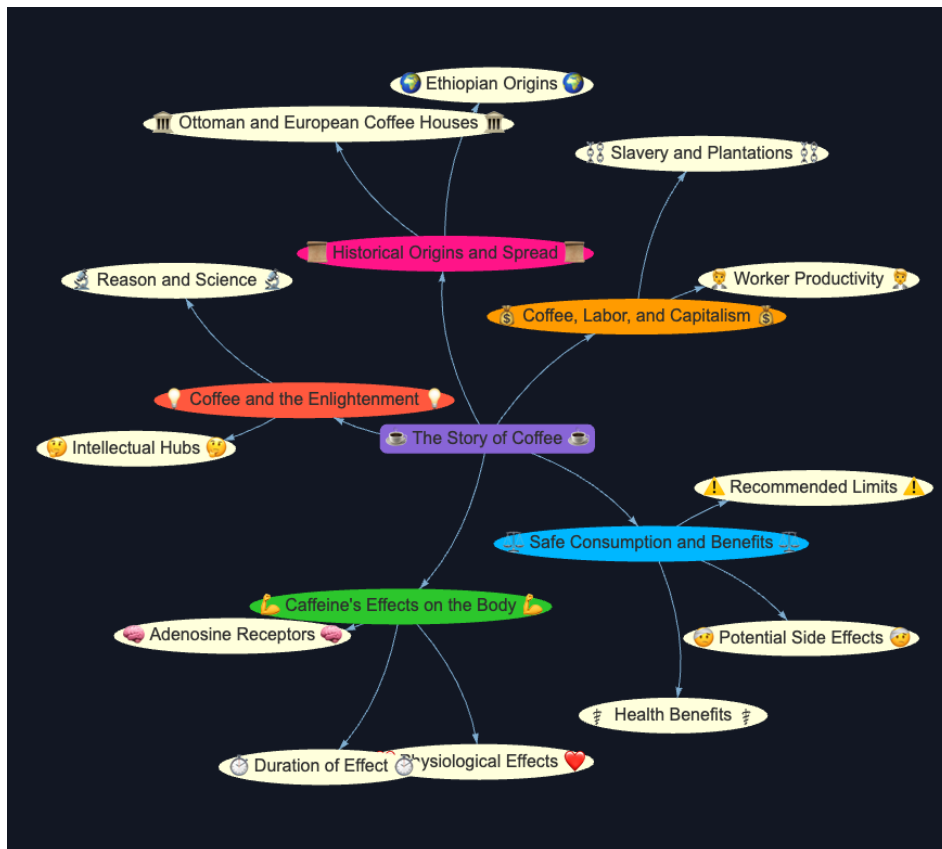 🌍 Ethiopian Origins 🌍
🏛️ Ottoman and European Coffee Houses 🏛️
⛓️ Slavery and Plantations ⛓️
📜 Historical Origins and Spread 📜
🔬 Reason and Science 🔬
🧑‍💼 Worker Productivity 🧑‍💼
💰 Coffee, Labor, and Capitalism 💰
💡 Coffee and the Enlightenment 💡
☕ The Story of Coffee ☕
🤔 Intellectual Hubs 🤔
⚠️ Recommended Limits ⚠️
⚖️ Safe Consumption and Benefits ⚖️
💪 Caffeine's Effects on the Body 💪
🧠 Adenosine Receptors 🧠
🤕 Potential Side Effects 🤕
⚕️ Health Benefits ⚕️
⏱️ Duration of Effect ⏱️
Physiological Effects ❤️